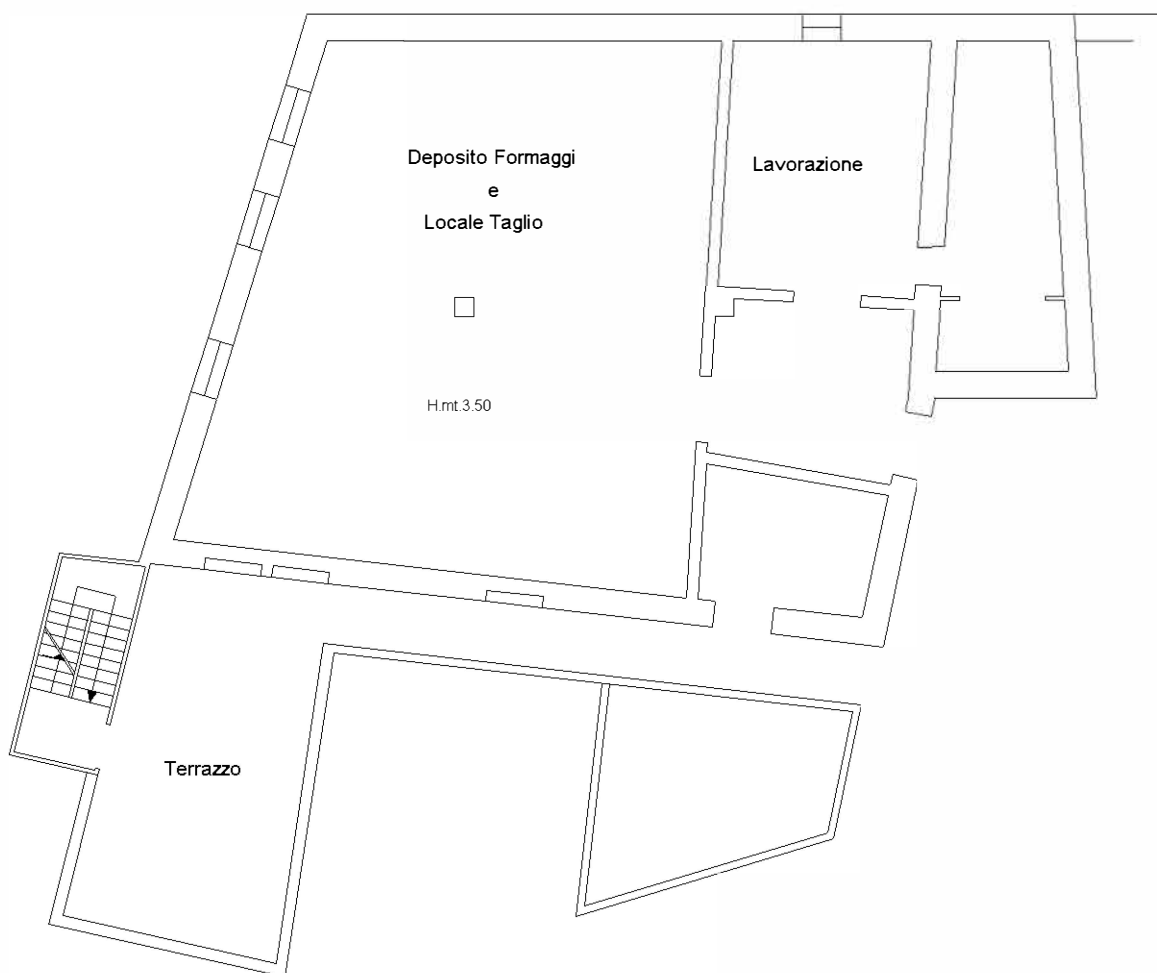 Deposito Formaggi
e
Locale Taglio
Lavorazione
H.mt.3.50
Terrazzo